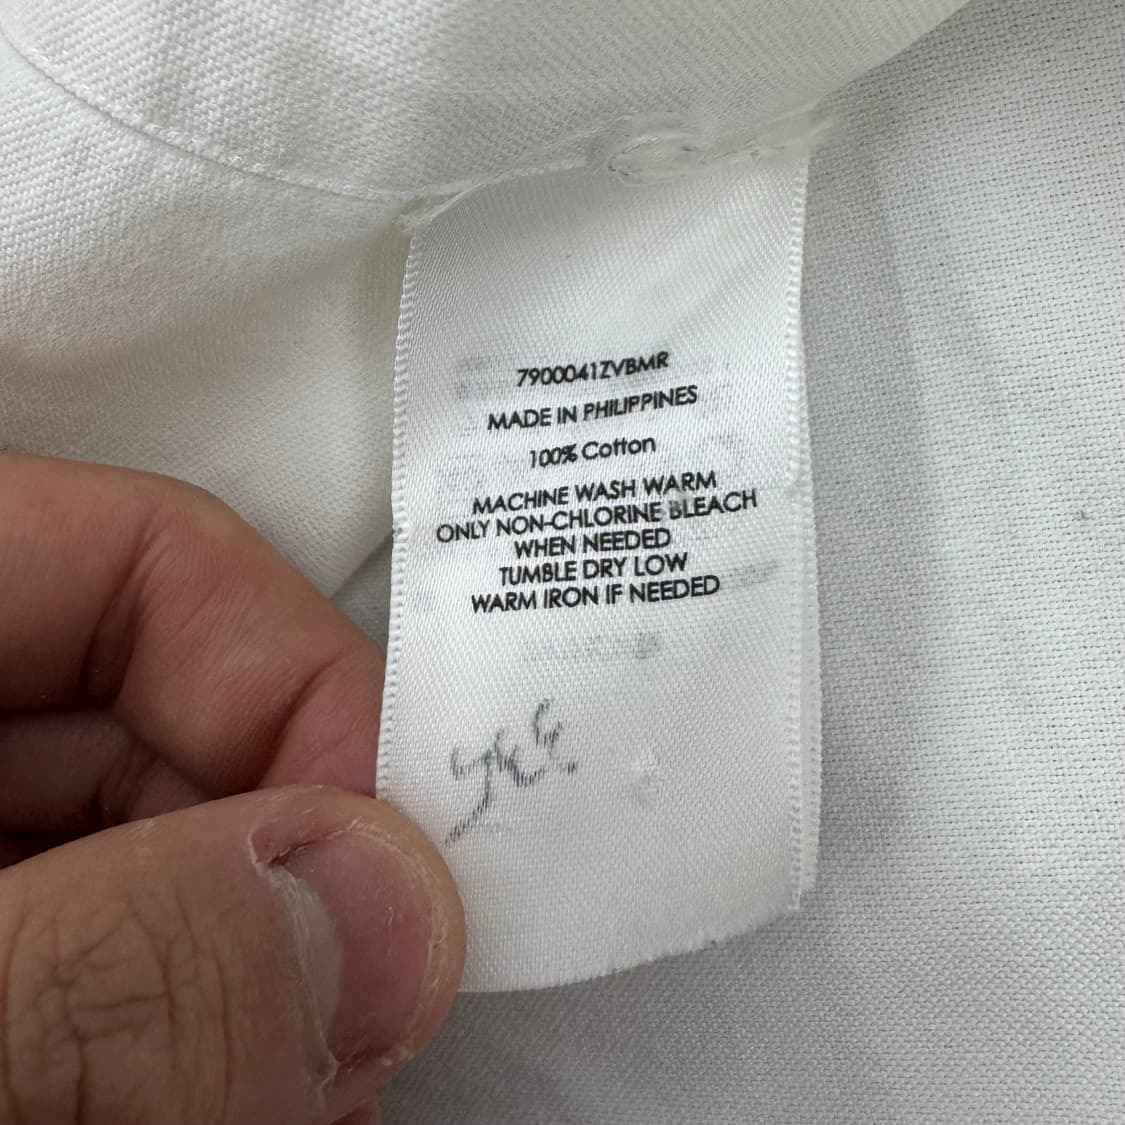 7900041ZVBMR
MADE IN PHILIPPINES
100% Cotton
MACHINE WASH WARM
ONLY NON-CHLORINE BLEACH
WHEN NEEDED
TUMBLE DRY LOW
WARM IRON IF NEEDED